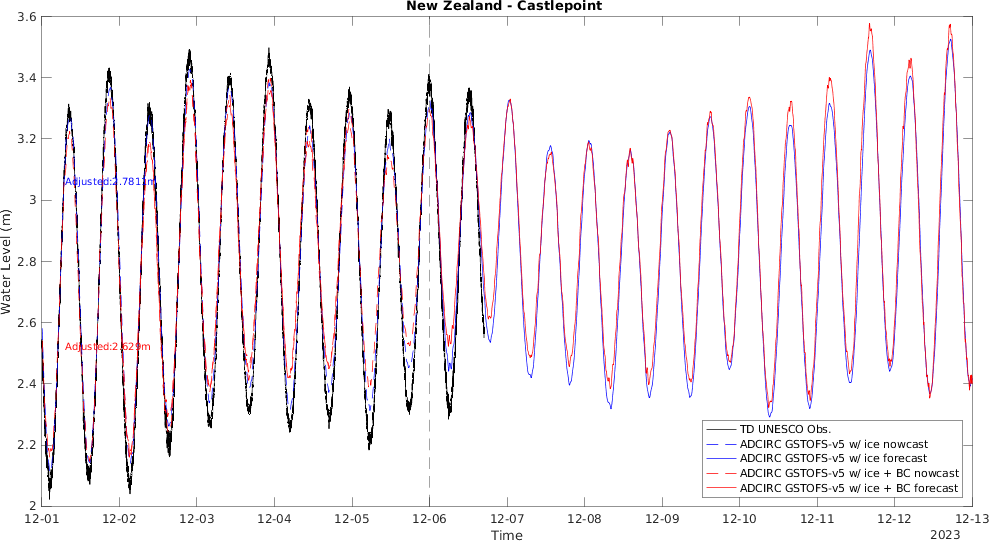 New Zealand - Castlepoint
3.6
3.4
3.2
3
2.8
2.6
2.4
2.2
2
Water Level (m)
Adjusted:2.7812m
Adjusted:2.629m
TD UNESCO Obs.
ADCIRC GSTOFS-v5 w/ ice nowcast
ADCIRC GSTOFS-v5 w/ ice forecast
ADCIRC GSTOFS-v5 w/ ice + BC nowcast
ADCIRC GSTOFS-v5 w/ ice + BC forecast
12-01 12-02 12-03 12-04 12-05 12-06 12-07 12-08 12-09 12-10 12-11 12-12 12-13
Time
2023